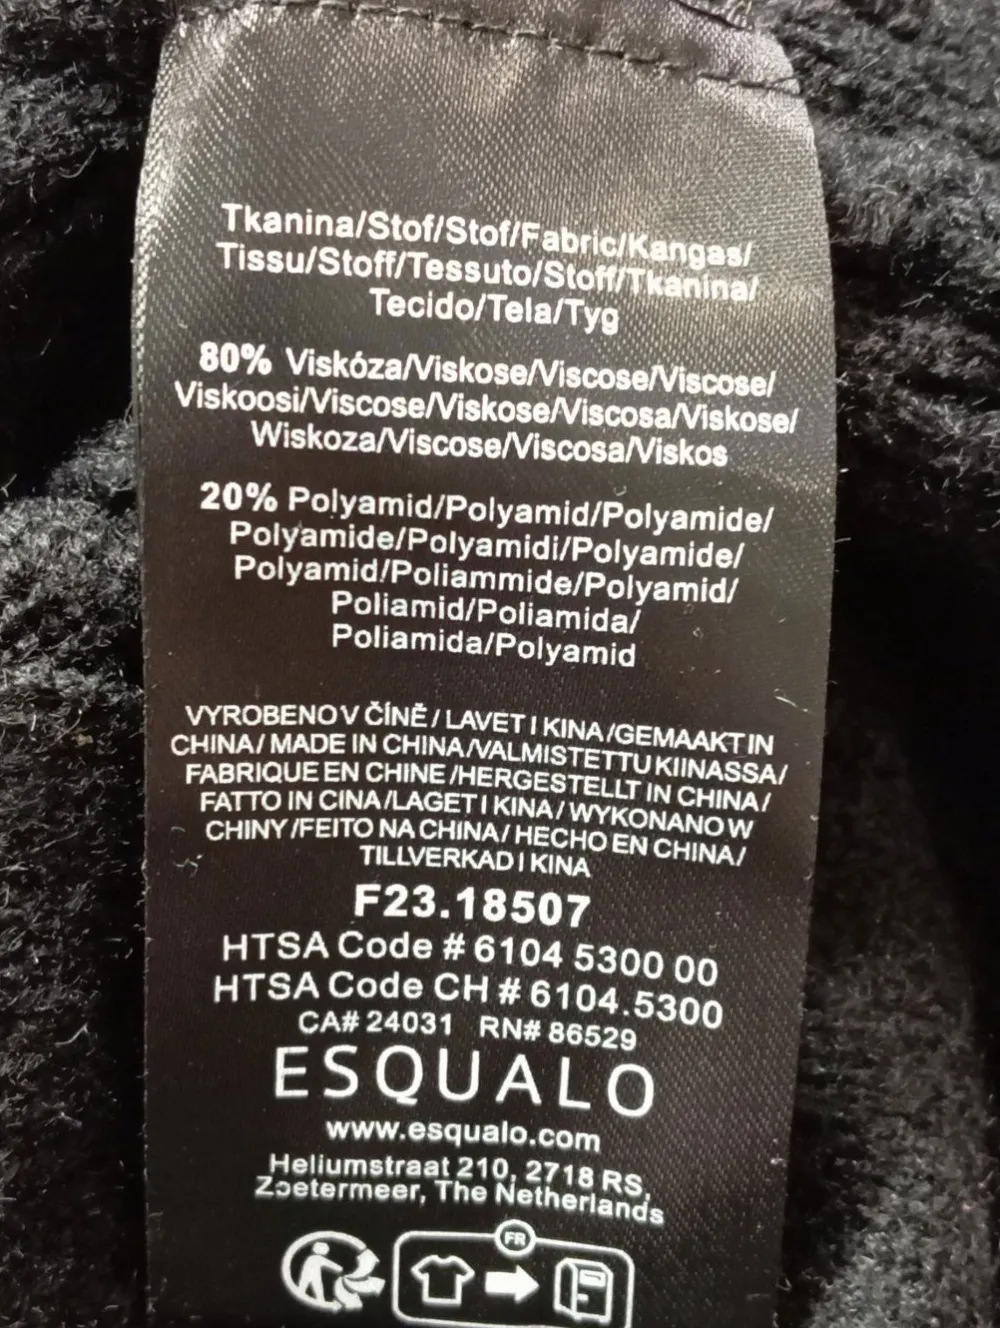 Tkanina/Stof/Stof/Fabric/Kangas/
Tissu/Stoff/Tessuto/Stoff/Tkanina/
Tecido/Tela/Tyg
80% Viskóza/Viskose/Viscose/Viscose/
Viskoosi/Viscose/Viskose/Viscosa/Viskose/
Wiskoza/Viscose/Viscosa/Viskos
20% Polyamid/Polyamid/Polyamide/
Polyamide/Polyamidi/Polyamide/
Polyamid/Poliammide/Polyamid/
Poliamid/Poliamida/
Poliamida/Polyamid
VYROBENO V ČÍNĚ / LAVET I KINA /GEMAAKT IN
CHINA/ MADE IN CHINA/VALMISTETTU KIINASSA/
FABRIQUE EN CHINE /HERGESTELLT IN CHINA /
FATTO IN CINA /LAGET I KINA / WYKONANO W
CHINY /FEITO NA CHINA/ HECHO EN CHINA/
TILLVERKAD I KINA
F23.18507
HTSA Code # 6104 5300 00
HTSA Code CH # 6104.5300
CA# 24031 RN# 86529
ESQUALO
www.esqualo.com
Heliumstraat 210, 2718 RS,
Zoetermeer, The Netherlands
FR